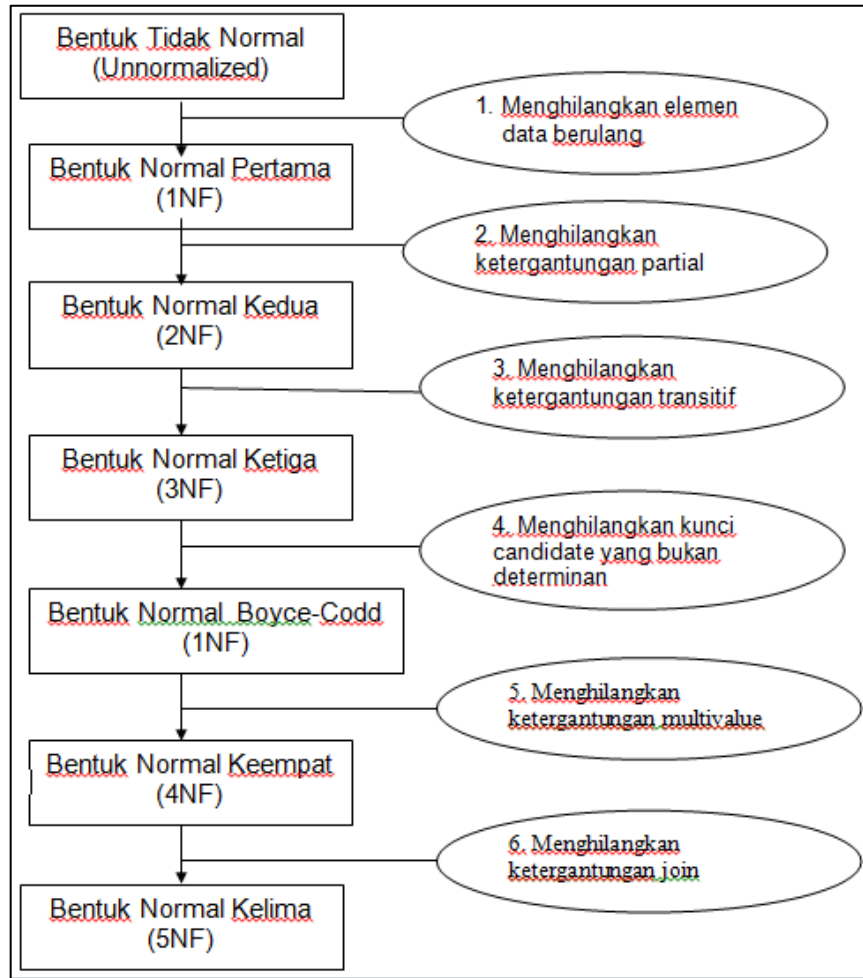 Bentuk Tidak Normal
(Unnormalized)
1. Menghilangkan elemen
data berulang
Bentuk Normal Pertama
(1NF)
2. Menghilangkan
ketergantungan partial
Bentuk Normal Kedua
(2NF)
3. Menghilangkan
ketergantungan transitif
Bentuk Normal Ketiga
(3NF)
4. Menghilangkan kunci
candidate yang bukan
determinan
Bentuk Normal Boyce-Codd
(1NF)
5. Menghilangkan
ketergantungan multivalue
Bentuk Normal Keempat
(4NF)
6. Menghilangkan
ketergantungan join
Bentuk Normal Kelima
(5NF)